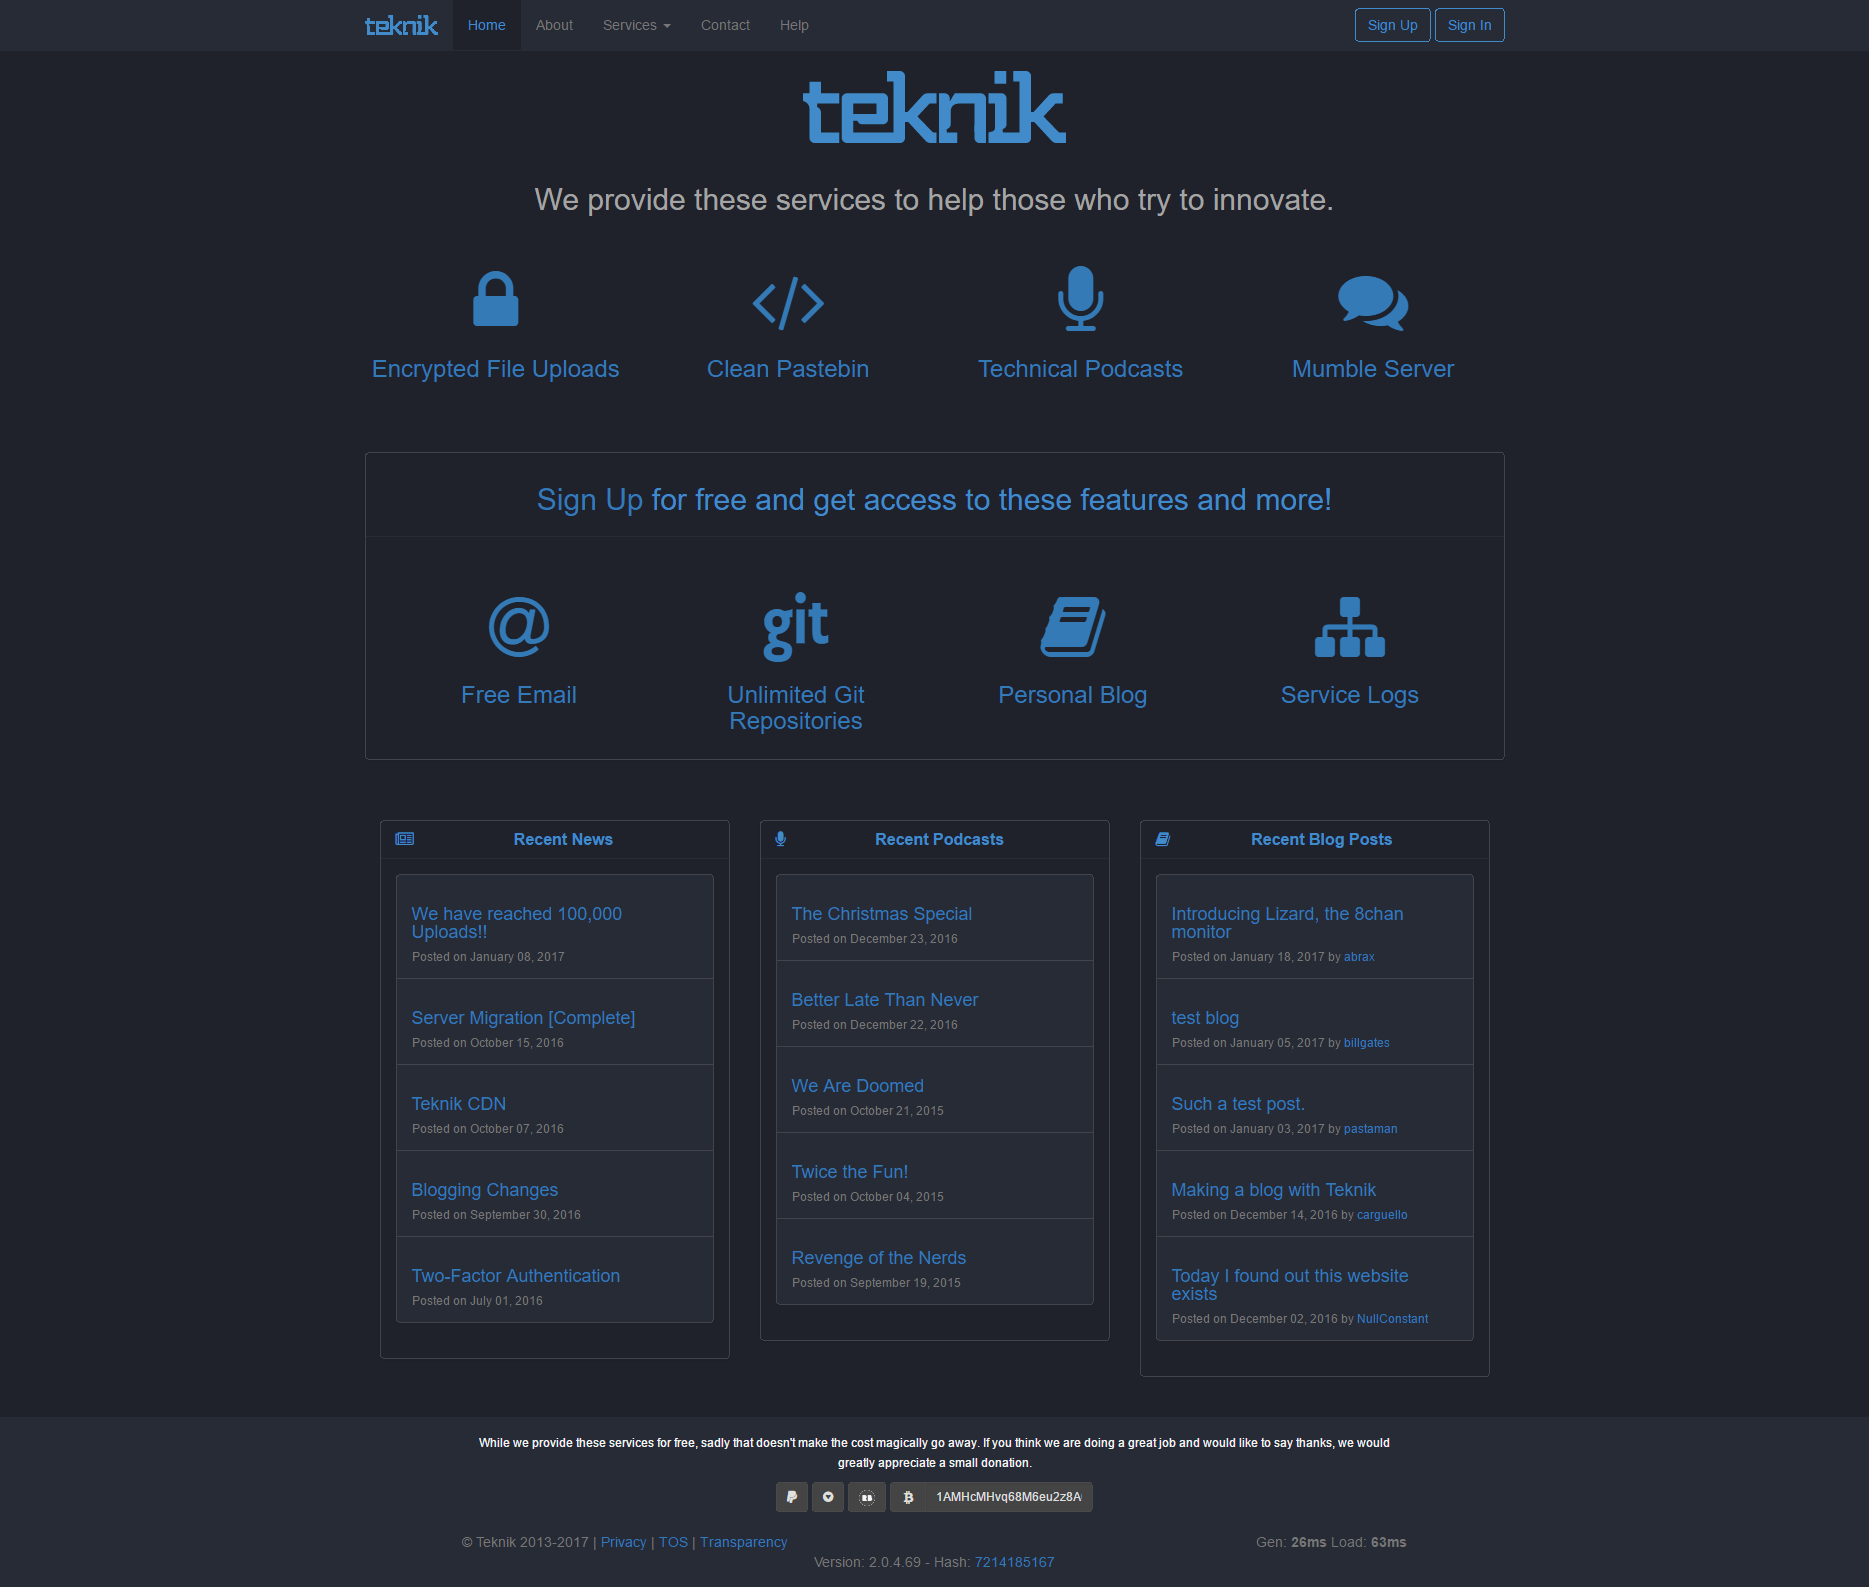 teknik Home About Services Contact Help Sign Up Sign In
teknik
We provide these services to help those who try to innovate.
Encrypted File Uploads
Clean Pastebin
Technical Podcasts
Mumble Server
Sign Up for free and get access to these features and more!
@
git
Free Email
Unlimited Git
Repositories
Personal Blog
Service Logs
Recent News
We have reached 100,000
Uploads!!
Posted on January 08, 2017
Server Migration [Complete]
Posted on October 15, 2016
Teknik CDN
Posted on October 07, 2016
Blogging Changes
Posted on September 30, 2016
Two-Factor Authentication
Posted on July 01, 2016
Recent Podcasts
The Christmas Special
Posted on December 23, 2016
Better Late Than Never
Posted on December 22, 2016
We Are Doomed
Posted on October 21, 2015
Twice the Fun!
Posted on October 04, 2015
Revenge of the Nerds
Posted on September 19, 2015
Recent Blog Posts
Introducing Lizard, the 8chan
monitor
Posted on January 18, 2017 by abrax
test blog
Posted on January 05, 2017 by billgates
Such a test post.
Posted on January 03, 2017 by pastaman
Making a blog with Teknik
Posted on December 14, 2016 by carguello
Today I found out this website
exists
Posted on December 02, 2016 by NullConstant
While we provide these services for free, sadly that doesn't make the cost magically go away. If you think we are doing a great job and would like to say thanks, we would
greatly appreciate a small donation.
1AMHcMHvq68M6eu2z8A
© Teknik 2013-2017 | Privacy | TOS | Transparency
Gen: 26ms Load: 63ms
Version: 2.0.4.69 - Hash: 7214185167